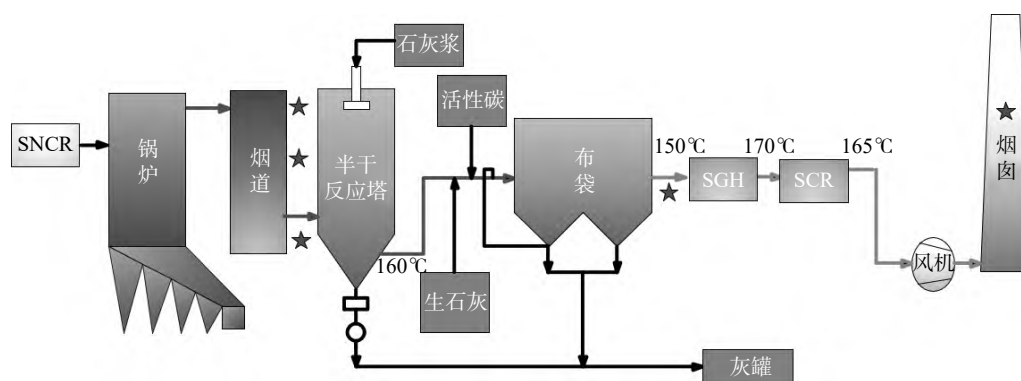 石灰浆
活性碳
SNCR
锅
炉
烟
道
半干
反应塔
布
袋
150℃
170℃
165℃
SGH
SCR
烟
囱
160℃
生石灰
风机
灰罐